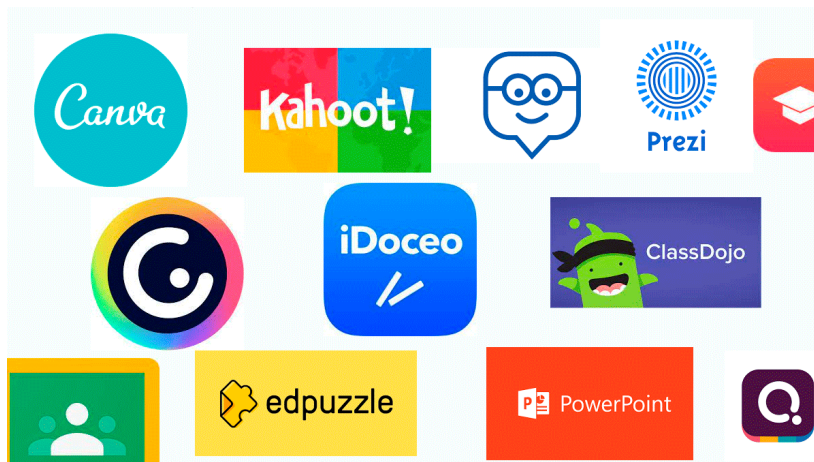 Canva
Kahoot!
Prezi
iDoceo
ClassDojo
edpuzzle
P PowerPoint